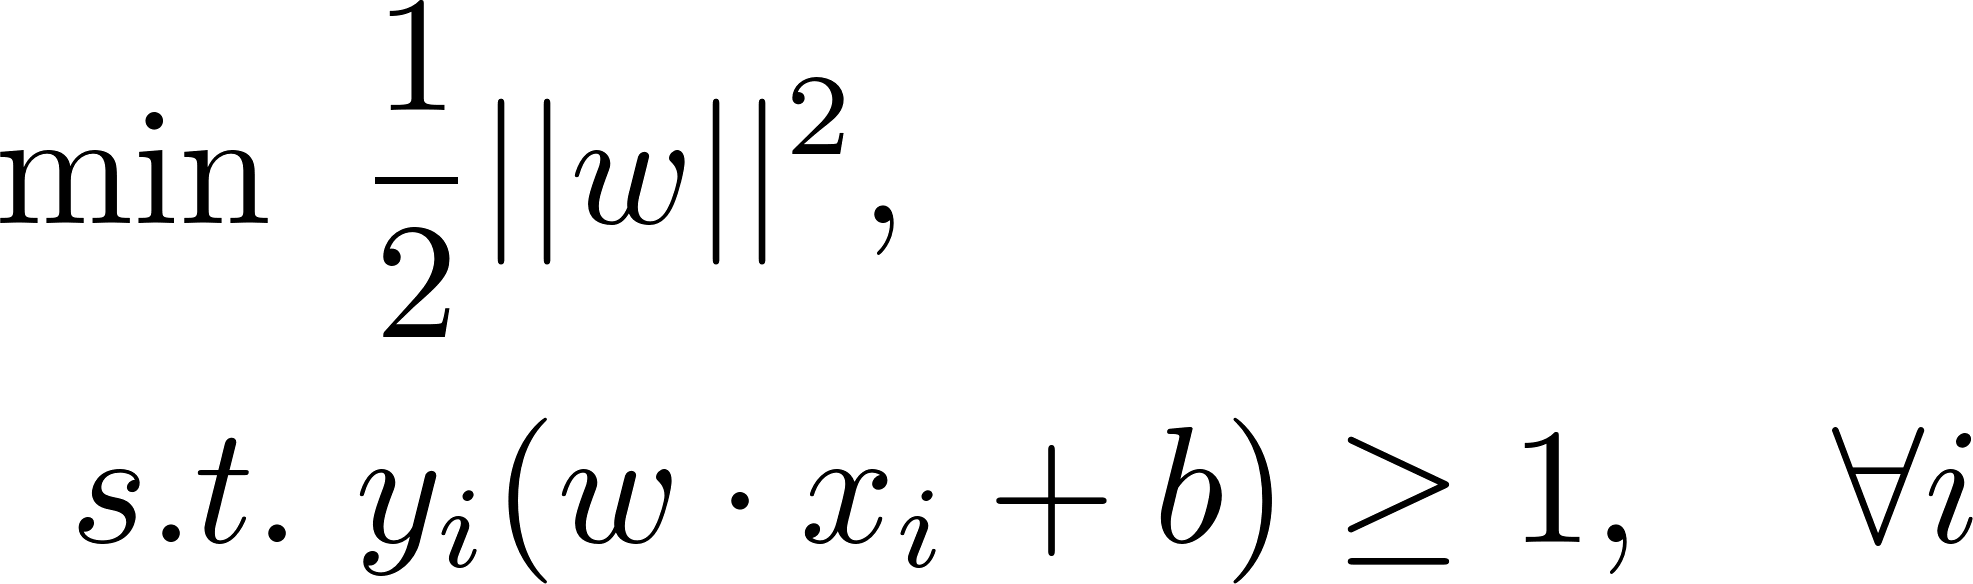 min ½||w||²,
s.t. yᵢ(w · xᵢ + b) ≥ 1, ∀i